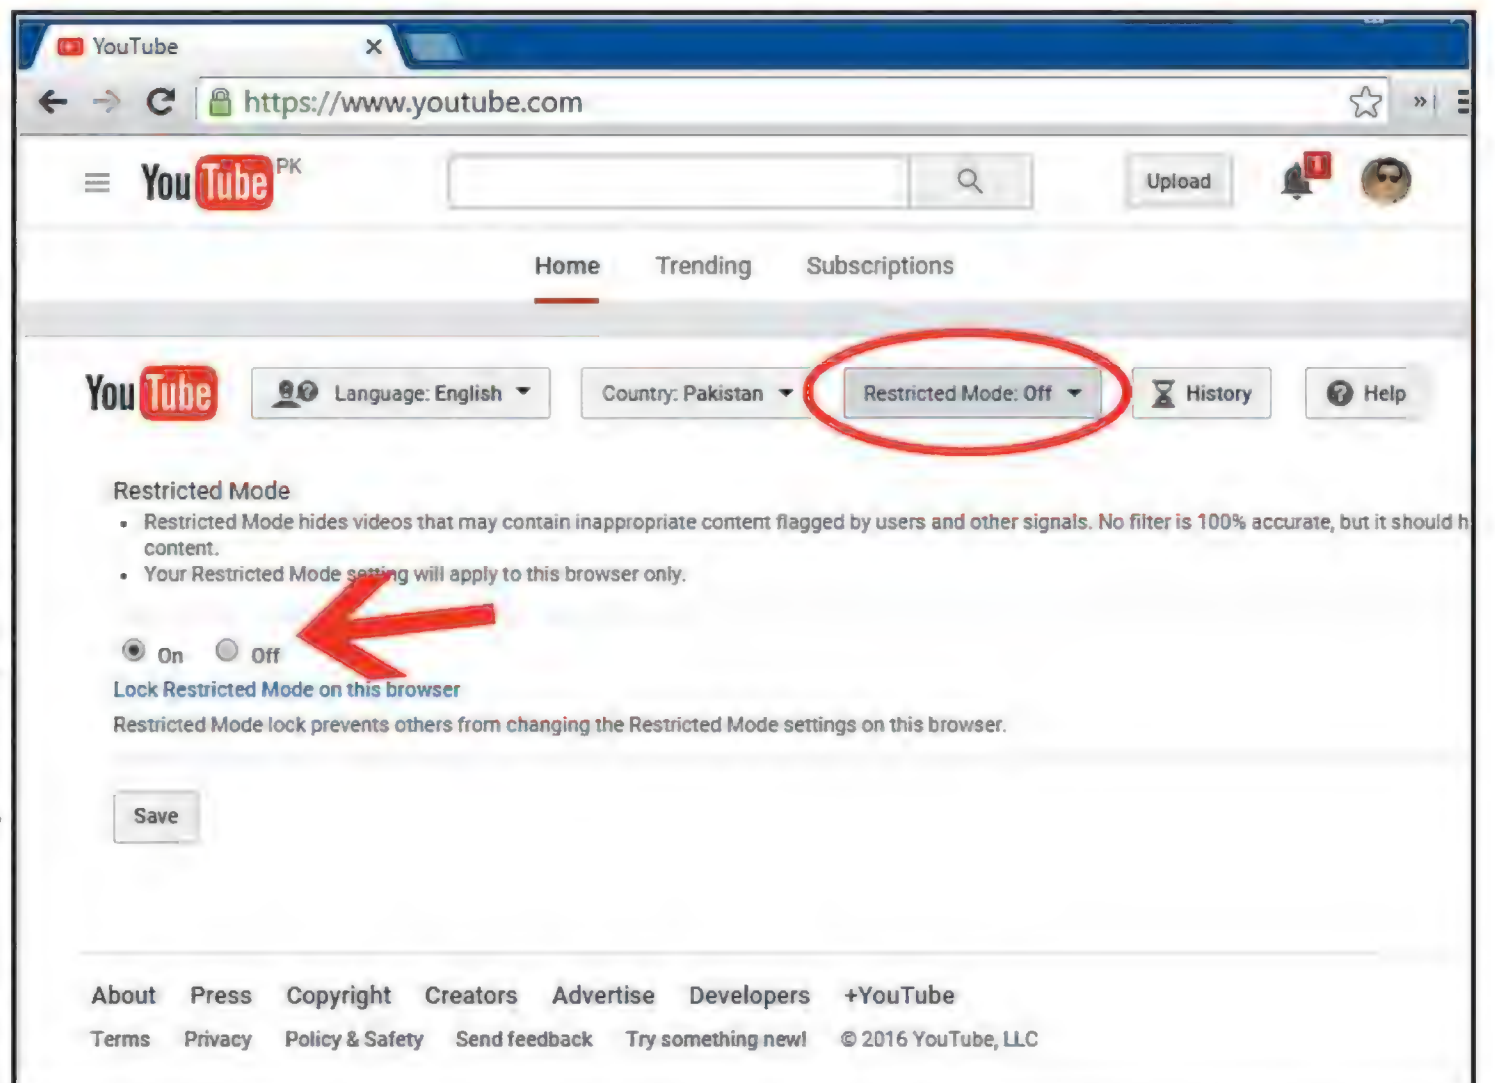 YouTube
https://www.youtube.com
»
YouTube PK
Upload
1
Home Trending Subscriptions
YouTube Language: English Country: Pakistan Restricted Mode: Off History Help
Restricted Mode
• Restricted Mode hides videos that may contain inappropriate content flagged by users and other signals. No filter is 100% accurate, but it should h
content.
• Your Restricted Mode setting will apply to this browser only.
On Off
Lock Restricted Mode on this browser
Restricted Mode lock prevents others from changing the Restricted Mode settings on this browser.
Save
About Press Copyright Creators Advertise Developers +YouTube
Terms Privacy Policy & Safety Send feedback Try something new! © 2016 YouTube, LLC